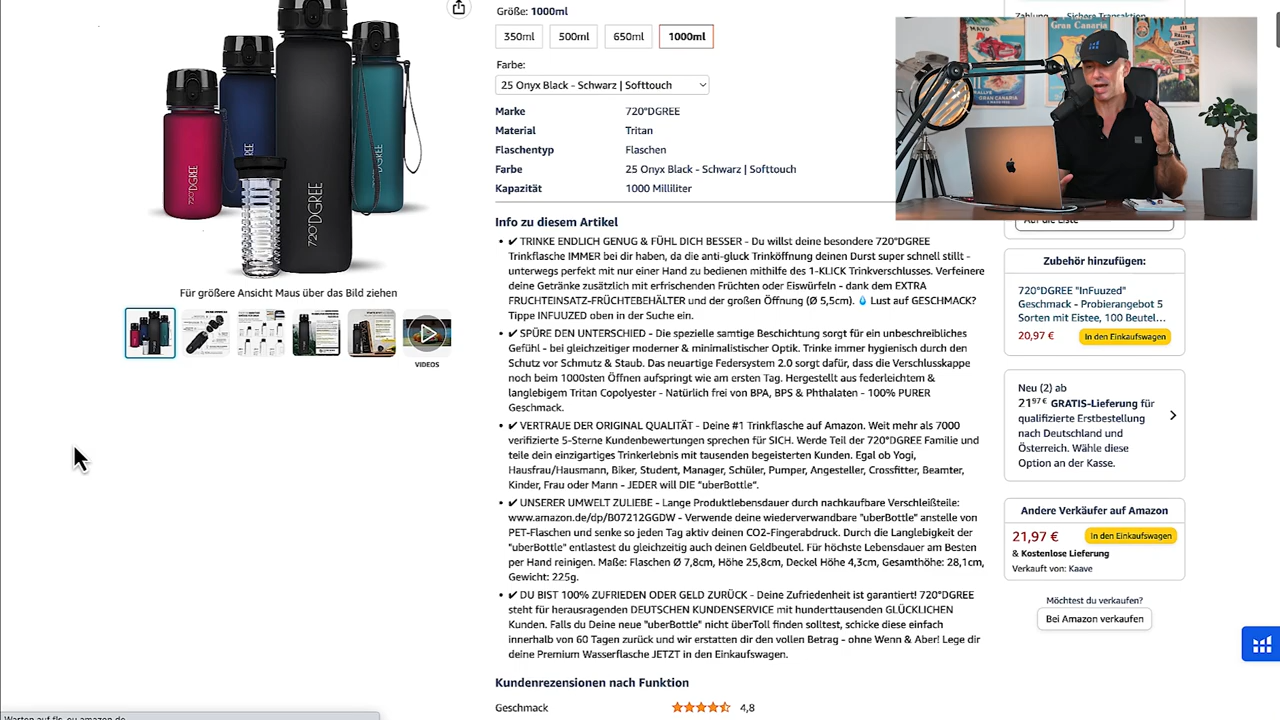 Größe: 1000ml
350ml
500ml
650ml
1000ml
Farbe:
25 Onyx Black - Schwarz | Softtouch
Marke 720°DGREE
Material Tritan
Flaschentyp Flaschen
Farbe 25 Onyx Black - Schwarz | Softtouch
Kapazität 1000 Milliliter
720°DGREE
720°DGREE
Für größere Ansicht Maus über das Bild ziehen
VIDEOS
Info zu diesem Artikel
• ✔ TRINKE ENDLICH GENUG & FÜHL DICH BESSER - Du willst deine besondere 720°DGREE
Trinkflasche IMMER bei dir haben, da die anti-gluck Trinköffnung deinen Durst super schnell stillt -
unterwegs perfekt mit nur einer Hand zu bedienen mithilfe des 1-KLICK Trinkverschlusses. Verfeinere
deine Getränke zusätzlich mit erfrischenden Früchten oder Eiswürfeln - dank dem EXTRA
FRUCHTEINSATZ-FRÜCHTEBEHÄLTER und der großen Öffnung (Ø 5,5cm). 💧 Lust auf GESCHMACK?
Tippe INFUUZED oben in der Suche ein.
• ✔ SPÜRE DEN UNTERSCHIED - Die spezielle samtige Beschichtung sorgt für ein unbeschreibliches
Gefühl - bei gleichzeitiger moderner & minimalistischer Optik. Trinke immer hygienisch durch den
Schutz vor Schmutz & Staub. Das neuartige Federsystem 2.0 sorgt dafür, dass die Verschlusskappe
noch beim 1000sten Öffnen aufspringt wie am ersten Tag. Hergestellt aus federleichtem &
langlebigem Tritan Copolyester - Natürlich frei von BPA, BPS & Phthalaten - 100% PURER
Geschmack.
• ✔ VERTRAUE DER ORIGINAL QUALITÄT - Deine #1 Trinkflasche auf Amazon. Weit mehr als 7000
verifizierte 5-Sterne Kundenbewertungen sprechen für SICH. Werde Teil der 720°DGREE Familie und
teile dein einzigartiges Trinkerlebnis mit tausenden begeisterten Kunden. Egal ob Yogi,
Hausfrau/Hausmann, Biker, Student, Manager, Schüler, Pumper, Angesteller, Crossfitter, Beamter,
Kinder, Frau oder Mann - JEDER will DIE "uberBottle".
• ✔ UNSERER UMWELT ZULIEBE - Lange Produktlebensdauer durch nachkaufbare Verschleißteile:
www.amazon.de/dp/B07212GGDW - Verwende deine wiederverwandbare "uberBottle" anstelle von
PET-Flaschen und senke so jeden Tag aktiv deinen CO2-Fingerabdruck. Durch die Langlebigkeit der
"uberBottle" entlastest du gleichzeitig auch deinen Geldbeutel. Für höchste Lebensdauer am Besten
per Hand reinigen. Maße: Flaschen Ø 7,8cm, Höhe 25,8cm, Deckel Höhe 4,3cm, Gesamthöhe: 28,1cm,
Gewicht: 225g.
• ✔ DU BIST 100% ZUFRIEDEN ODER GELD ZURÜCK - Deine Zufriedenheit ist garantiert! 720°DGREE
steht für herausragenden DEUTSCHEN KUNDENSERVICE mit hunderttausenden GLÜCKLICHEN
Kunden. Falls du Deine neue "uberBottle" nicht überToll finden solltest, schicke diese einfach
innerhalb von 60 Tagen zurück und wir erstatten dir den vollen Betrag - ohne Wenn & Aber! Lege dir
deine Premium Wasserflasche JETZT in den Einkaufswagen.
Kundenrezensionen nach Funktion
Geschmack 4,8
Zahlung Sichere Transaktion
MAYO
GRAN CANARIA
Gran Canaria
Auf die Liste
Zubehör hinzufügen:
720°DGREE "InFuuzed"
Geschmack - Probierangebot 5
Sorten mit Eistee, 100 Beutel...
20,97 € In den Einkaufswagen
Neu (2) ab
21,97 € GRATIS-Lieferung für
qualifizierte Erstbestellung
nach Deutschland und
Österreich. Wähle diese
Option an der Kasse.
Andere Verkäufer auf Amazon
21,97 € In den Einkaufswagen
& Kostenlose Lieferung
Verkauft von: Kaave
Möchtest du verkaufen?
Bei Amazon verkaufen
Warten auf fls-eu.amazon.de